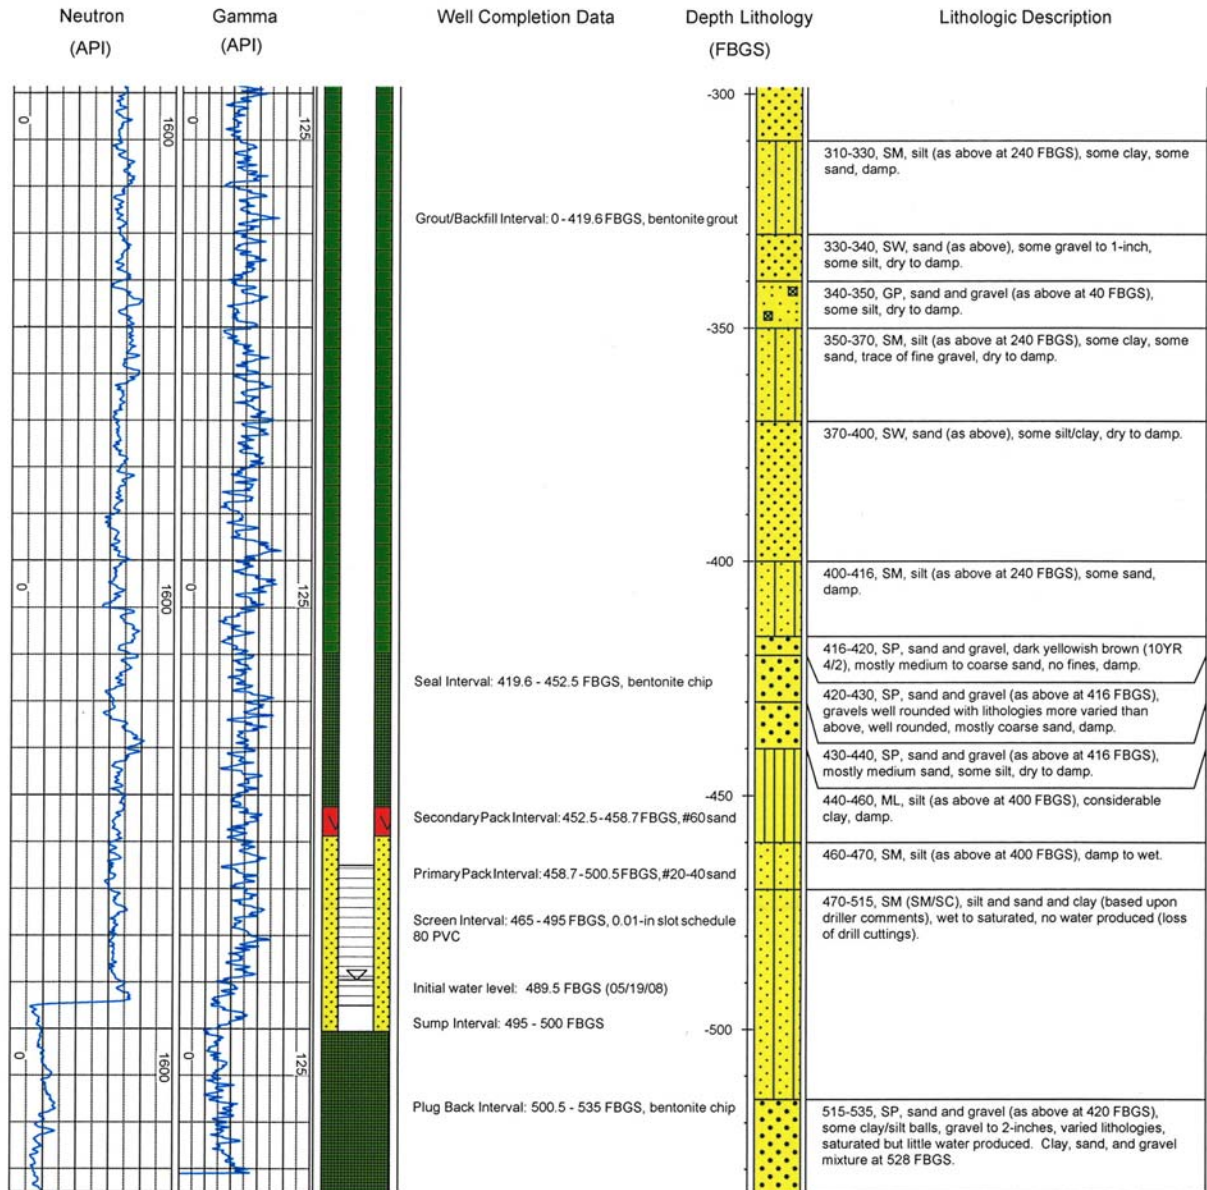 Neutron
(API)
Gamma
(API)
Well Completion Data
Depth Lithology
(FBGS)
Lithologic Description
0
1600
0
125
Grout/Backfill Interval: 0 - 419.6 FBGS, bentonite grout
-300
310-330, SM, silt (as above at 240 FBGS), some clay, some
sand, damp.
330-340, SW, sand (as above), some gravel to 1-inch,
some silt, dry to damp.
340-350, GP, sand and gravel (as above at 40 FBGS),
some silt, dry to damp.
-350
350-370, SM, silt (as above at 240 FBGS), some clay, some
sand, trace of fine gravel, dry to damp.
370-400, SW, sand (as above), some silt/clay, dry to damp.
-400
0
1600
0
125
400-416, SM, silt (as above at 240 FBGS), some sand,
damp.
416-420, SP, sand and gravel, dark yellowish brown (10YR
4/2), mostly medium to coarse sand, no fines, damp.
Seal Interval: 419.6 - 452.5 FBGS, bentonite chip
420-430, SP, sand and gravel (as above at 416 FBGS),
gravels well rounded with lithologies more varied than
above, well rounded, mostly coarse sand, damp.
430-440, SP, sand and gravel (as above at 416 FBGS),
mostly medium sand, some silt, dry to damp.
-450
440-460, ML, silt (as above at 400 FBGS), considerable
clay, damp.
Secondary Pack Interval: 452.5-458.7 FBGS, #60 sand
460-470, SM, silt (as above at 400 FBGS), damp to wet.
Primary Pack Interval: 458.7-500.5 FBGS, #20-40 sand
470-515, SM (SM/SC), silt and sand and clay (based upon
driller comments), wet to saturated, no water produced (loss
of drill cuttings).
Screen Interval: 465 - 495 FBGS, 0.01-in slot schedule
80 PVC
Initial water level: 489.5 FBGS (05/19/08)
Sump Interval: 495 - 500 FBGS
-500
0
1600
0
125
Plug Back Interval: 500.5 - 535 FBGS, bentonite chip
515-535, SP, sand and gravel (as above at 420 FBGS),
some clay/silt balls, gravel to 2-inches, varied lithologies,
saturated but little water produced. Clay, sand, and gravel
mixture at 528 FBGS.